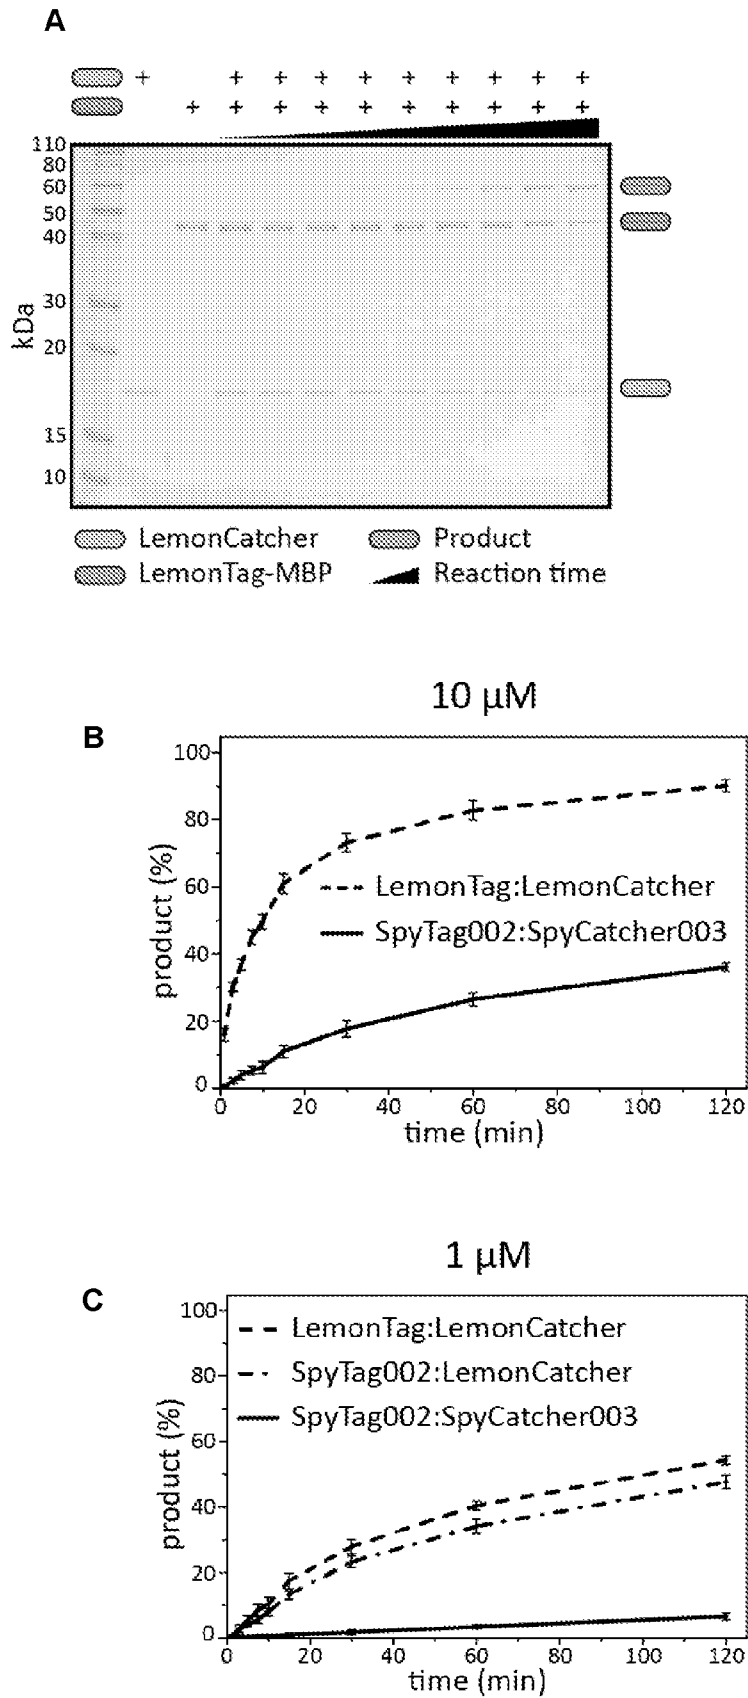 A
+ + + + + + + + + +
+ + + + + + + + + +
110
80
60
50
40
30
20
15
10
kDa
LemonCatcher
Product
LemonTag-MBP
Reaction time
10 µM
B
100
80
60
40
20
0
product (%)
LemonTag:LemonCatcher
SpyTag002:SpyCatcher003
0 20 40 60 80 100 120
time (min)
1 µM
C
100
80
60
40
20
0
product (%)
LemonTag:LemonCatcher
SpyTag002:LemonCatcher
SpyTag002:SpyCatcher003
0 20 40 60 80 100 120
time (min)